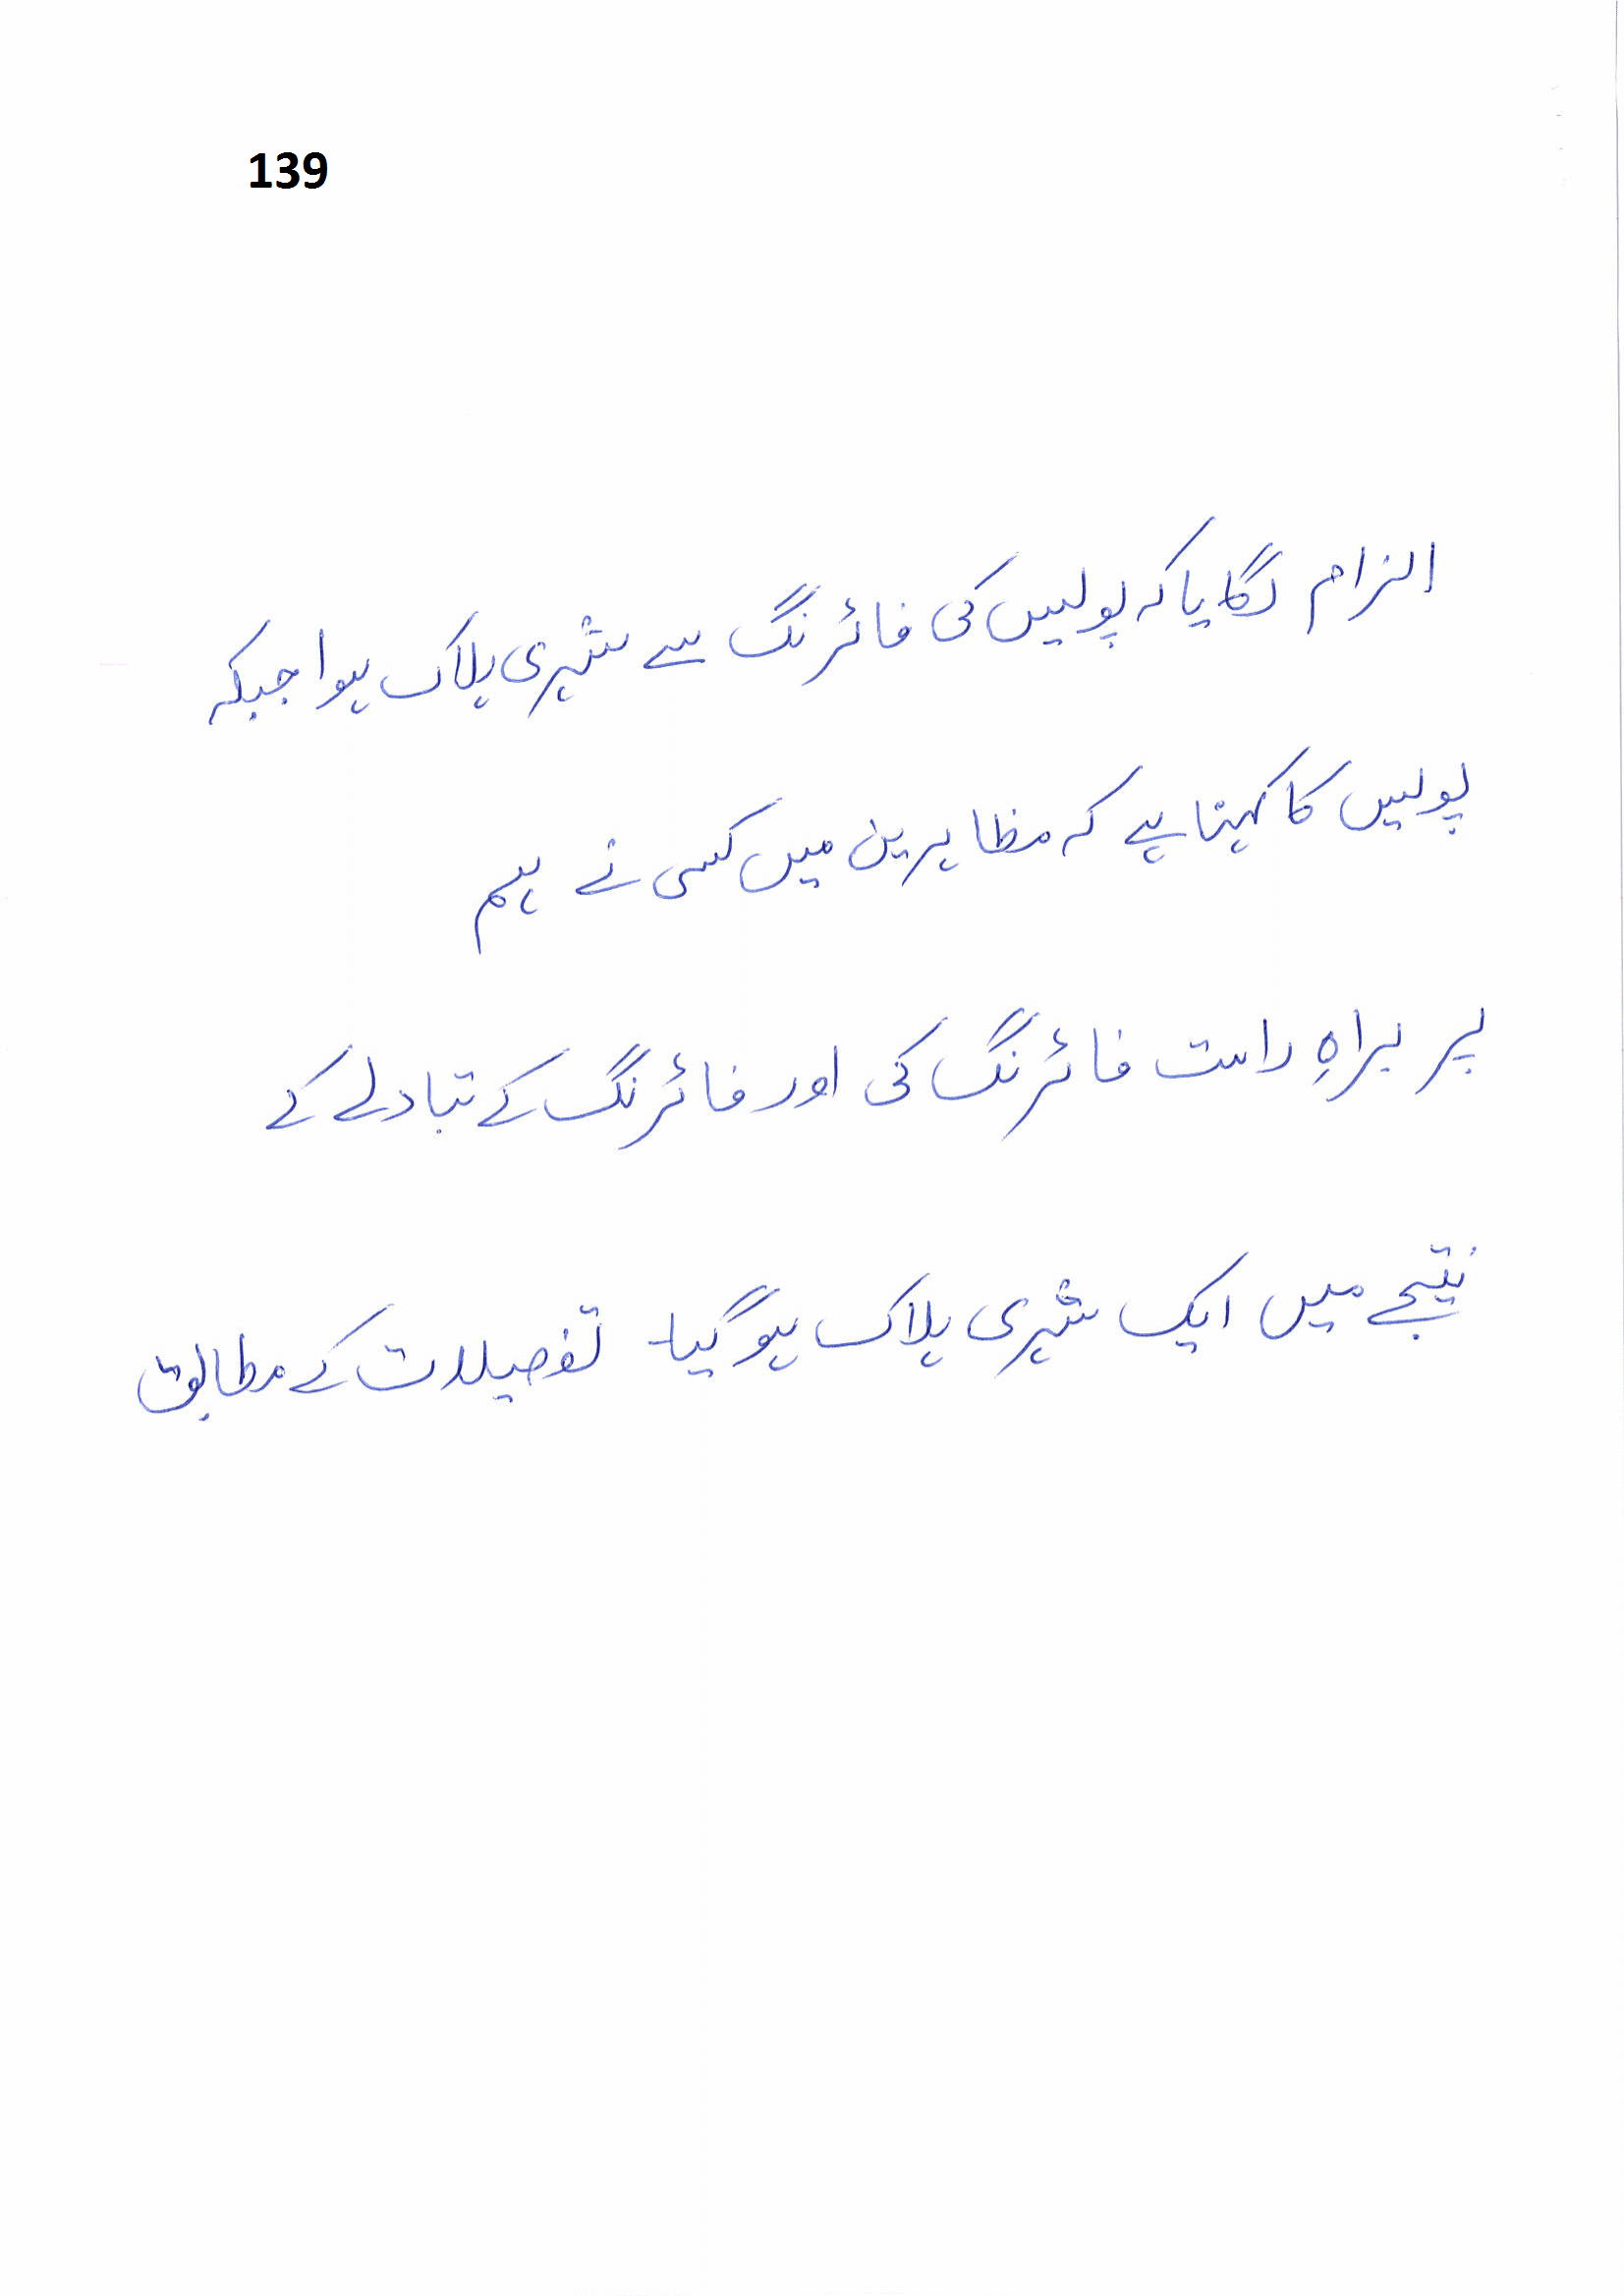 139
الزام لگایا کہ پولیس کی فائرنگ سے شہری ہلاک ہوا جبکہ
پولیس کا کہنا ہے کہ مظاہرین میں کسی نے ہم
پر براہِ راست فائرنگ کی اور فائرنگ کے تبادلے کے
نتیجے میں ایک شہری ہلاک ہو گیا۔ تفصیلات کے مطابق